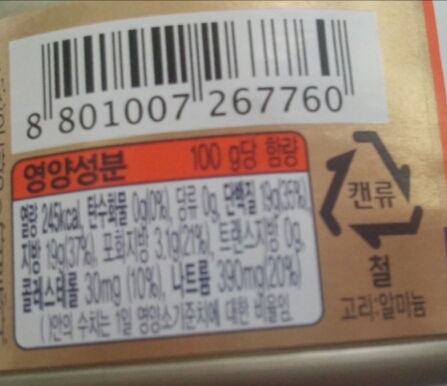 8 801007 267760
영양성분 100 g당 함량
열량 245kcal, 탄수화물 0g(0%), 당류 0g, 단백질 19g(35%),
지방 19g(37%), 포화지방 3.1g(21%), 트랜스지방 0g,
콜레스테롤 30mg (10%), 나트륨 390mg(20%)
( )안의 수치는 1일 영양소기준치에 대한 비율임
캔류
철
고리:알미늄